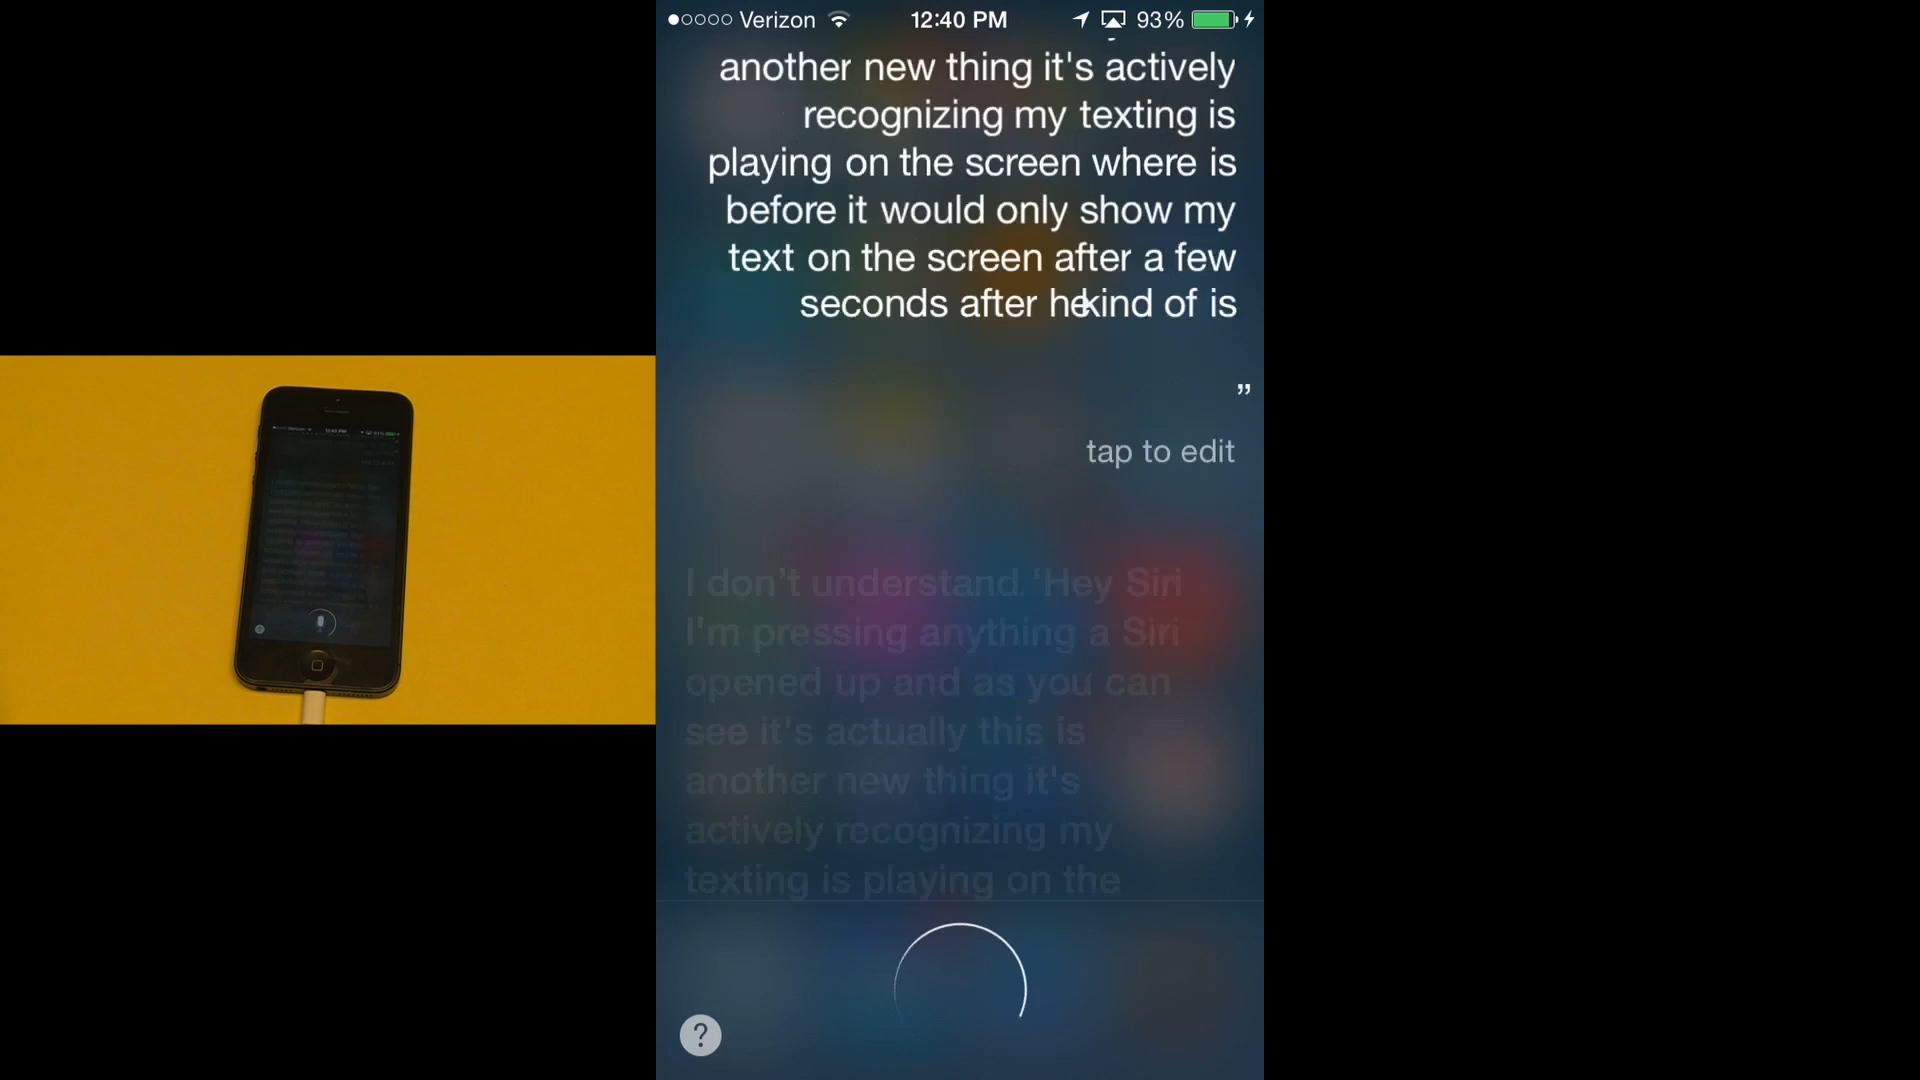 Verizon 12:40 PM 93%
another new thing it's actively
recognizing my texting is
playing on the screen where is
before it would only show my
text on the screen after a few
seconds after kind of is
”
tap to edit
I don’t understand. ‘Hey Siri
I'm pressing anything a Siri
opened up and as you can
see it's actually this is
another new thing it's
actively recognizing my
texting is playing on the
?